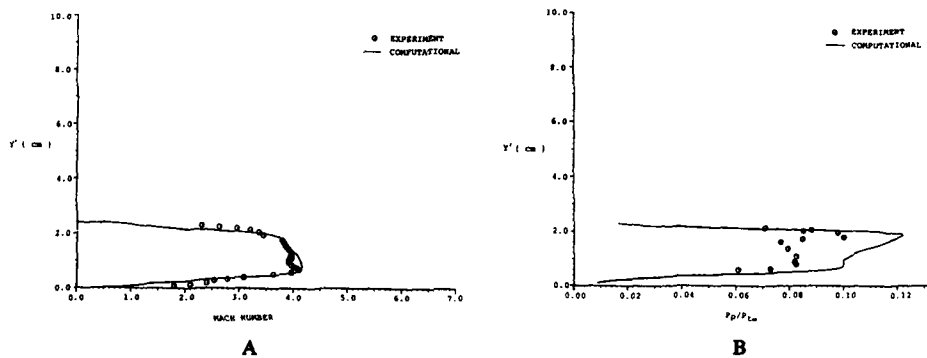 10.0
8.0
6.0
4.0
2.0
0.0
Y' ( cm )
EXPERIMENT
COMPUTATIONAL
0.0 1.0 2.0 3.0 4.0 5.0 6.0 7.0
MACH NUMBER
A
10.0
8.0
6.0
4.0
2.0
0.0
Y' ( cm )
EXPERIMENT
COMPUTATIONAL
0.00 0.02 0.04 0.06 0.08 0.10 0.12
Pp/Pt∞
B